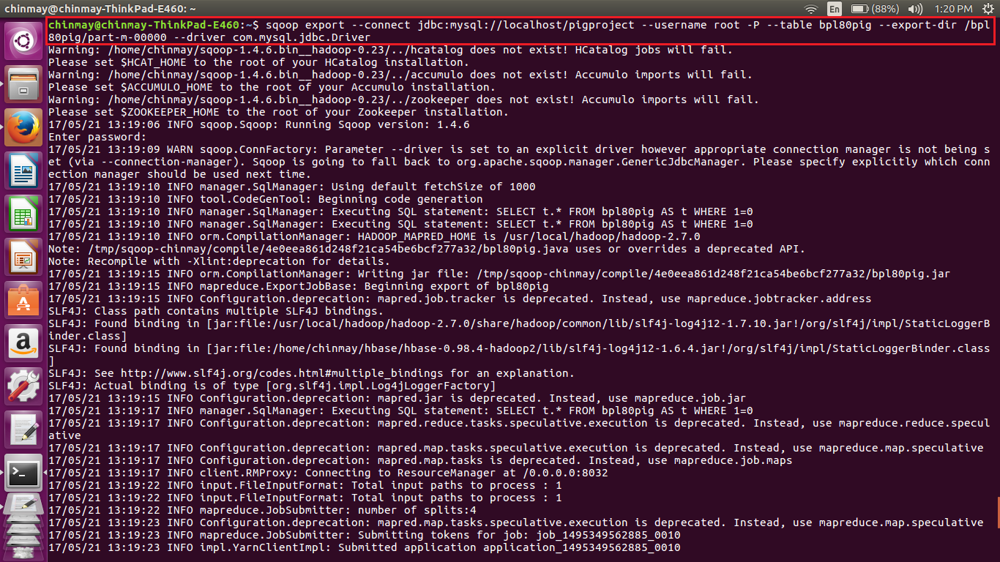 chinmay@chinmay-ThinkPad-E460: ~
En
(88%)
1:20 PM
chinmay@chinmay-ThinkPad-E460:~$ sqoop export --connect jdbc:mysql://localhost/pigproject --username root -P --table bpl80pig --export-dir /bpl
80pig/part-m-00000 --driver com.mysql.jdbc.Driver
Warning: /home/chinmay/sqoop-1.4.6.bin__hadoop-0.23/../hcatalog does not exist! HCatalog jobs will fail.
Please set $HCAT_HOME to the root of your HCatalog installation.
Warning: /home/chinmay/sqoop-1.4.6.bin__hadoop-0.23/../accumulo does not exist! Accumulo imports will fail.
Please set $ACCUMULO_HOME to the root of your Accumulo installation.
Warning: /home/chinmay/sqoop-1.4.6.bin__hadoop-0.23/../zookeeper does not exist! Accumulo imports will fail.
Please set $ZOOKEEPER_HOME to the root of your Zookeeper installation.
17/05/21 13:19:06 INFO sqoop.Sqoop: Running Sqoop version: 1.4.6
Enter password:
17/05/21 13:19:09 WARN sqoop.ConnFactory: Parameter --driver is set to an explicit driver however appropriate connection manager is not being s
et (via --connection-manager). Sqoop is going to fall back to org.apache.sqoop.manager.GenericJdbcManager. Please specify explicitly which conn
ection manager should be used next time.
17/05/21 13:19:10 INFO manager.SqlManager: Using default fetchSize of 1000
17/05/21 13:19:10 INFO tool.CodeGenTool: Beginning code generation
17/05/21 13:19:10 INFO manager.SqlManager: Executing SQL statement: SELECT t.* FROM bpl80pig AS t WHERE 1=0
17/05/21 13:19:10 INFO manager.SqlManager: Executing SQL statement: SELECT t.* FROM bpl80pig AS t WHERE 1=0
17/05/21 13:19:10 INFO orm.CompilationManager: HADOOP_MAPRED_HOME is /usr/local/hadoop/hadoop-2.7.0
Note: /tmp/sqoop-chinmay/compile/4e0eea861d248f21ca54be6bcf277a32/bpl80pig.java uses or overrides a deprecated API.
Note: Recompile with -Xlint:deprecation for details.
17/05/21 13:19:15 INFO orm.CompilationManager: Writing jar file: /tmp/sqoop-chinmay/compile/4e0eea861d248f21ca54be6bcf277a32/bpl80pig.jar
17/05/21 13:19:15 INFO mapreduce.ExportJobBase: Beginning export of bpl80pig
17/05/21 13:19:15 INFO Configuration.deprecation: mapred.job.tracker is deprecated. Instead, use mapreduce.jobtracker.address
SLF4J: Class path contains multiple SLF4J bindings.
SLF4J: Found binding in [jar:file:/usr/local/hadoop/hadoop-2.7.0/share/hadoop/common/lib/slf4j-log4j12-1.7.10.jar!/org/slf4j/impl/StaticLoggerB
inder.class]
SLF4J: Found binding in [jar:file:/home/chinmay/hbase/hbase-0.98.4-hadoop2/lib/slf4j-log4j12-1.6.4.jar!/org/slf4j/impl/StaticLoggerBinder.class
]
SLF4J: See http://www.slf4j.org/codes.html#multiple_bindings for an explanation.
SLF4J: Actual binding is of type [org.slf4j.impl.Log4jLoggerFactory]
17/05/21 13:19:15 INFO Configuration.deprecation: mapred.jar is deprecated. Instead, use mapreduce.job.jar
17/05/21 13:19:17 INFO manager.SqlManager: Executing SQL statement: SELECT t.* FROM bpl80pig AS t WHERE 1=0
17/05/21 13:19:17 INFO Configuration.deprecation: mapred.reduce.tasks.speculative.execution is deprecated. Instead, use mapreduce.reduce.specul
ative
17/05/21 13:19:17 INFO Configuration.deprecation: mapred.map.tasks.speculative.execution is deprecated. Instead, use mapreduce.map.speculative
17/05/21 13:19:17 INFO Configuration.deprecation: mapred.map.tasks is deprecated. Instead, use mapreduce.job.maps
17/05/21 13:19:17 INFO client.RMProxy: Connecting to ResourceManager at /0.0.0.0:8032
17/05/21 13:19:22 INFO input.FileInputFormat: Total input paths to process : 1
17/05/21 13:19:22 INFO input.FileInputFormat: Total input paths to process : 1
17/05/21 13:19:22 INFO mapreduce.JobSubmitter: number of splits:4
17/05/21 13:19:23 INFO Configuration.deprecation: mapred.map.tasks.speculative.execution is deprecated. Instead, use mapreduce.map.speculative
17/05/21 13:19:23 INFO mapreduce.JobSubmitter: Submitting tokens for job: job_1495349562885_0010
17/05/21 13:19:23 INFO impl.YarnClientImpl: Submitted application application_1495349562885_0010